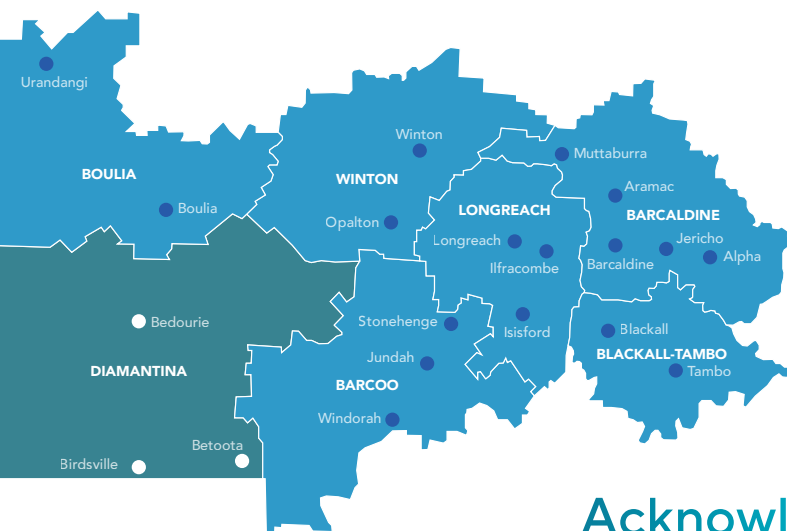 Urandangi
BOULIA
Boulia
Winton
WINTON
Opalton
Muttaburra
Aramac
BARCALDINE
Jericho
Alpha
Barcaldine
LONGREACH
Longreach
Ilfracombe
Isisford
Bedourie
DIAMANTINA
Betoota
Birdsville
Stonehenge
Jundah
BARCOO
Windorah
Blackall
BLACKALL-TAMBO
Tambo